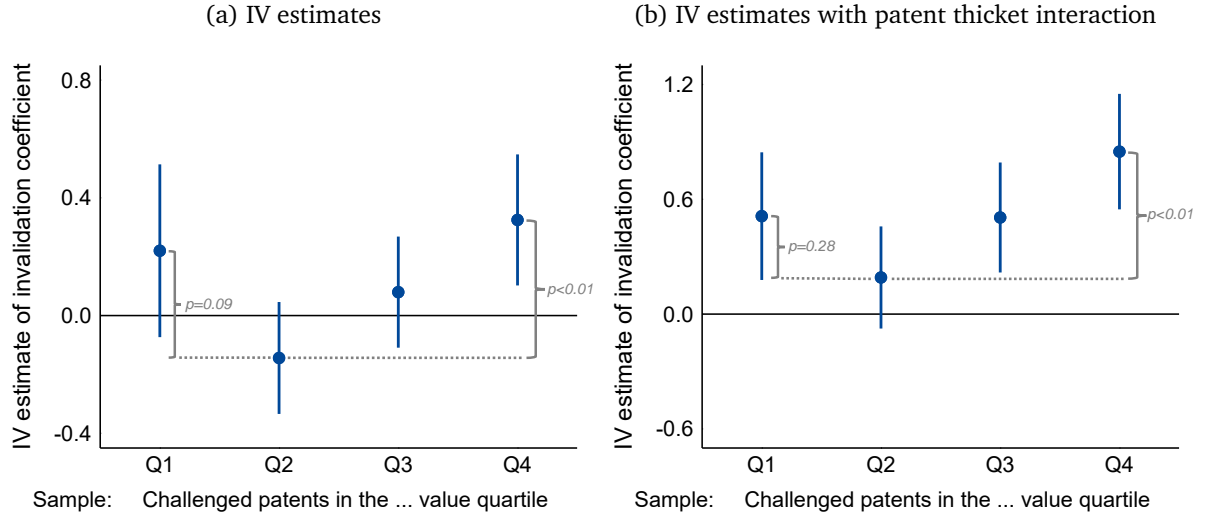 (a) IV estimates
IV estimate of invalidation coefficient
0.8
0.4
0.0
-0.4
p=0.09
p<0.01
Q1 Q2 Q3 Q4
Sample: Challenged patents in the ... value quartile
(b) IV estimates with patent thicket interaction
IV estimate of invalidation coefficient
1.2
0.6
0.0
-0.6
p=0.28
p<0.01
Q1 Q2 Q3 Q4
Sample: Challenged patents in the ... value quartile